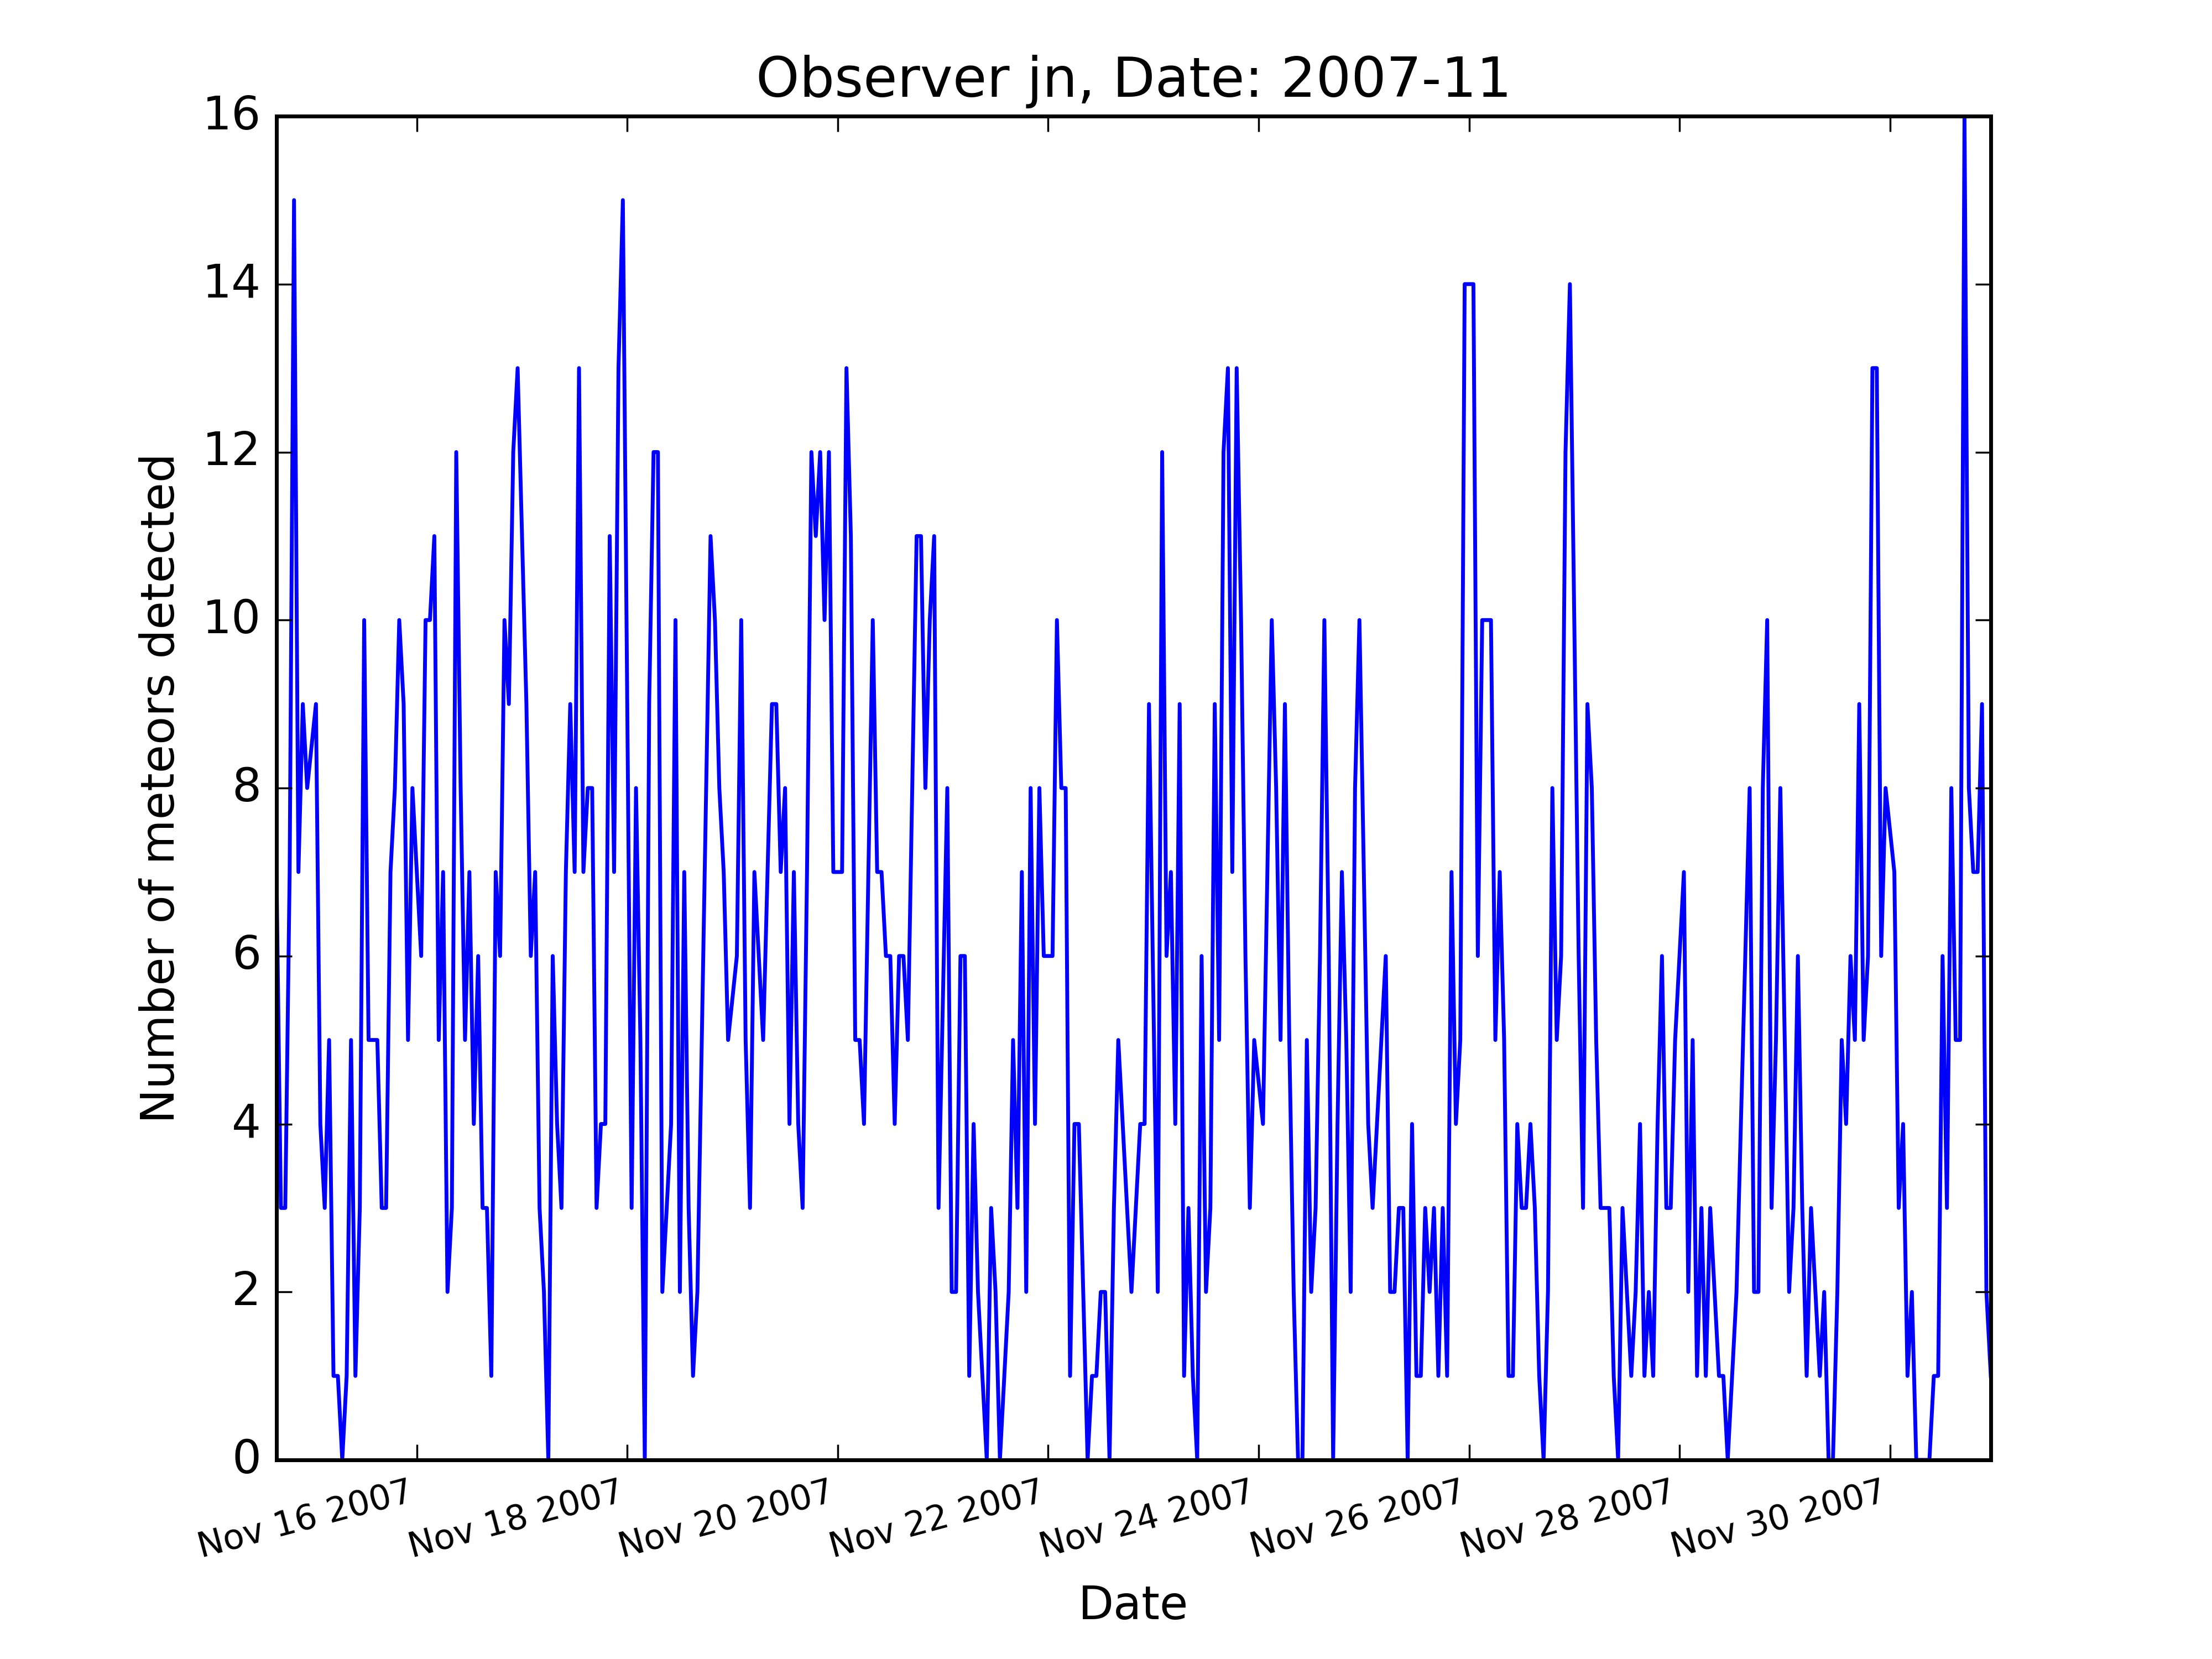 Observer jn, Date: 2007-11
Number of meteors detected
16
14
12
10
8
6
4
2
0
Nov 16 2007
Nov 18 2007
Nov 20 2007
Nov 22 2007
Nov 24 2007
Nov 26 2007
Nov 28 2007
Nov 30 2007
Date